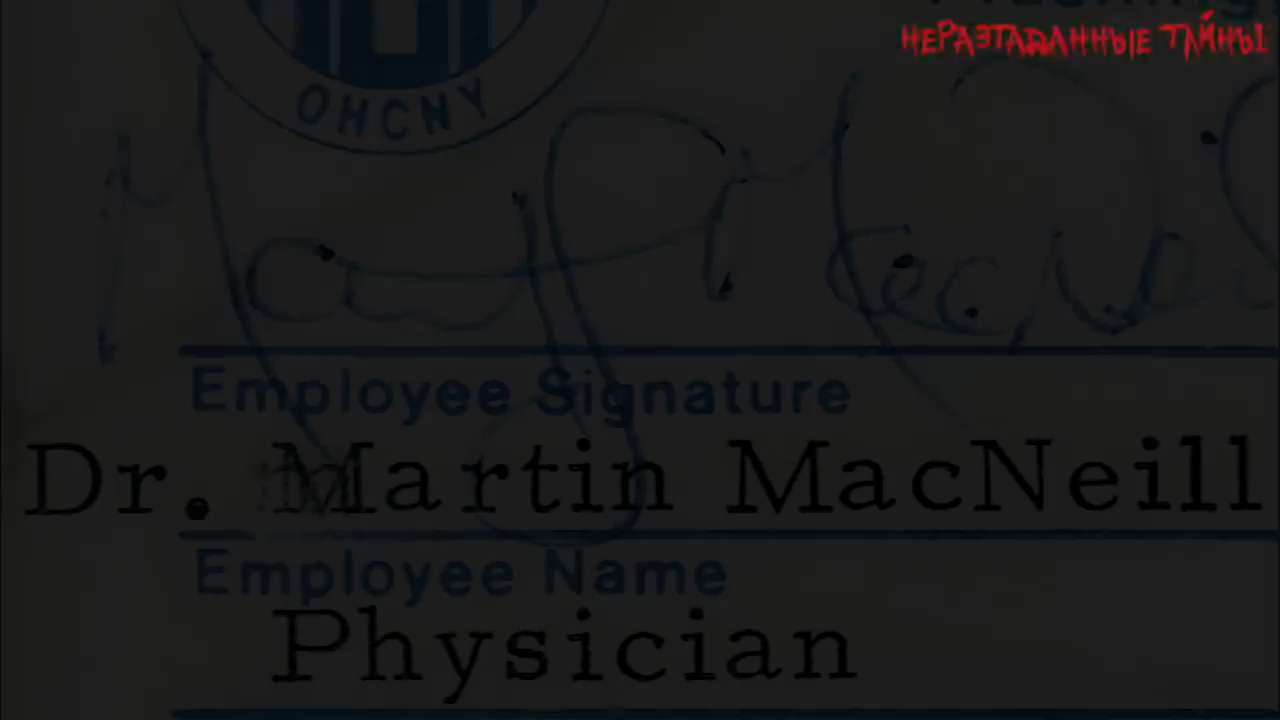 НЕРАЗГАДАННЫЕ ТАЙНЫ
OHCNY
Employee Signature
Dr. Martin MacNeill
Employee Name
Physician